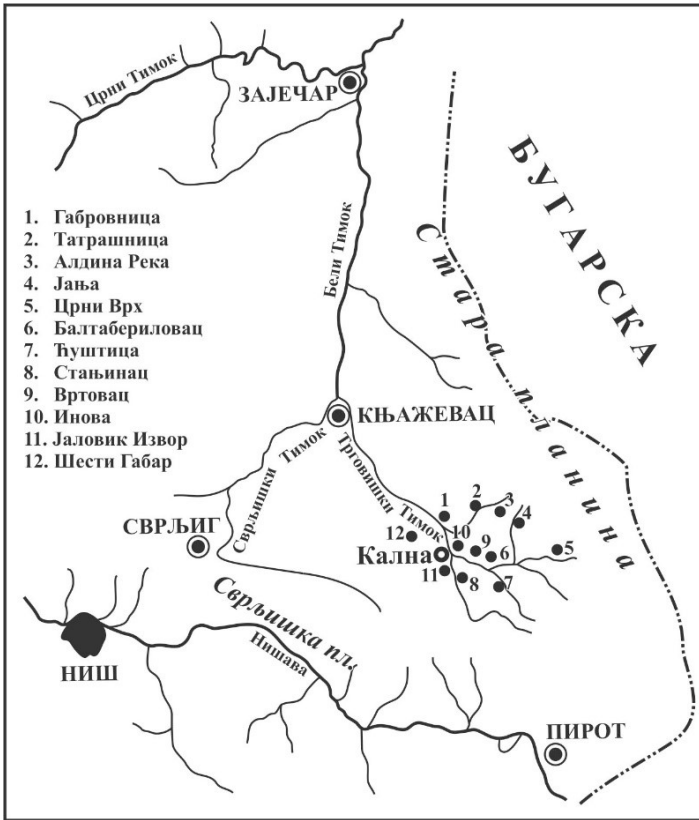 Црни Тимок
ЗАЈЕЧАР
БУГАРСКА
Стара планина
Бели Тимок
1. Габровница
2. Татрашница
3. Алдина Река
4. Јања
5. Црни Врх
6. Балтабериловац
7. Ћуштица
8. Стањинац
9. Вртовац
10. Инова
11. Јаловик Извор
12. Шести Габар
КЊАЖЕВАЦ
Сврљишки Тимок
Трговишки Тимок
СВРЉИГ
1
2
3
4
12
10
9
6
5
Кална
11
8
7
Сврљишка пл.
Нишава
НИШ
ПИРОТ